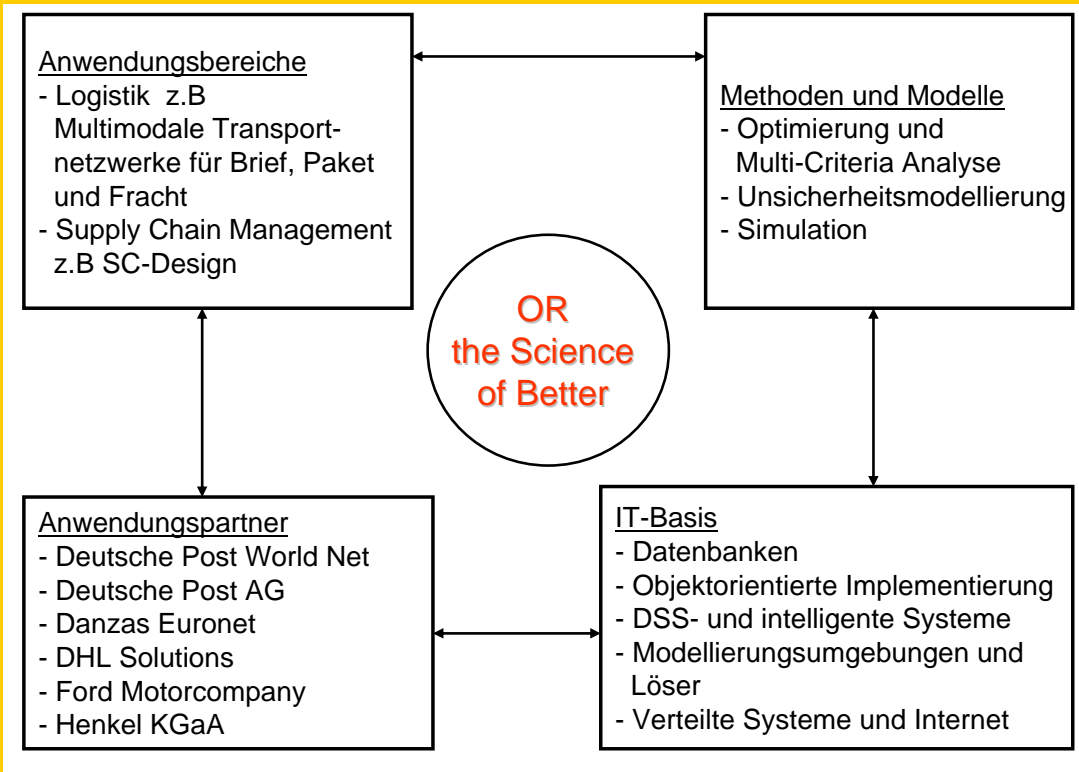 Anwendungsbereiche
- Logistik z.B
Multimodale Transport-
netzwerke für Brief, Paket
und Fracht
- Supply Chain Management
z.B SC-Design
Methoden und Modelle
- Optimierung und
Multi-Criteria Analyse
- Unsicherheitsmodellierung
- Simulation
OR
the Science
of Better
Anwendungspartner
- Deutsche Post World Net
- Deutsche Post AG
- Danzas Euronet
- DHL Solutions
- Ford Motorcompany
- Henkel KGaA
IT-Basis
- Datenbanken
- Objektorientierte Implementierung
- DSS- und intelligente Systeme
- Modellierungsumgebungen und
Löser
- Verteilte Systeme und Internet